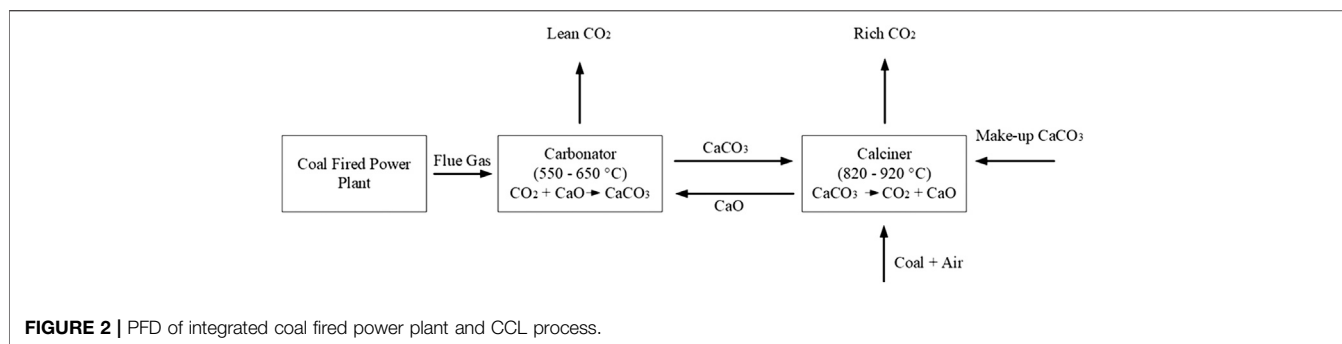 Lean CO₂
Rich CO₂
Coal Fired Power
Plant
Flue Gas
Carbonator
(550 - 650 °C)
CO₂ + CaO → CaCO₃
CaCO₃
CaO
Calciner
(820 - 920 °C)
CaCO₃ → CO₂ + CaO
Make-up CaCO₃
Coal + Air
FIGURE 2 | PFD of integrated coal fired power plant and CCL process.